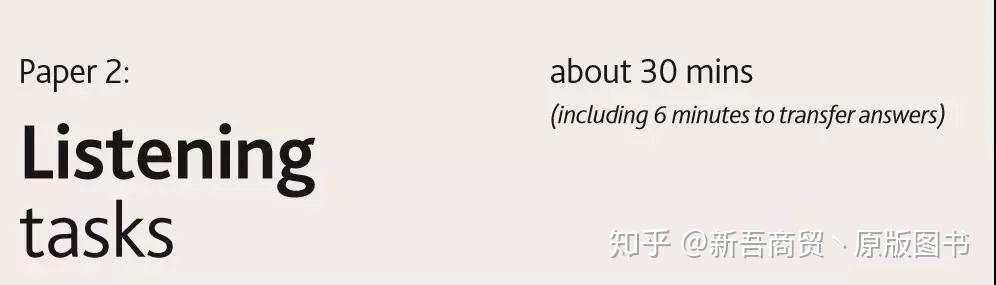 Paper 2:
Listening
tasks
about 30 mins
(including 6 minutes to transfer answers)
知乎 @新吾商贸丶原版图书